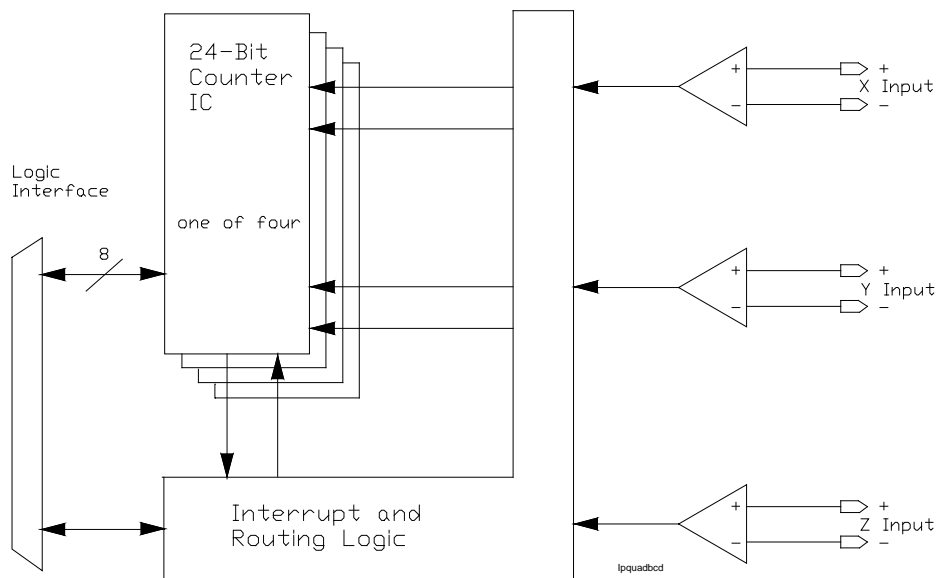 24-Bit
Counter
IC
one of four
Logic
Interface
8
+
−
+
X Input
−
+
−
+
Y Input
−
+
−
+
Z Input
−
Interrupt and
Routing Logic
lpquadbcd